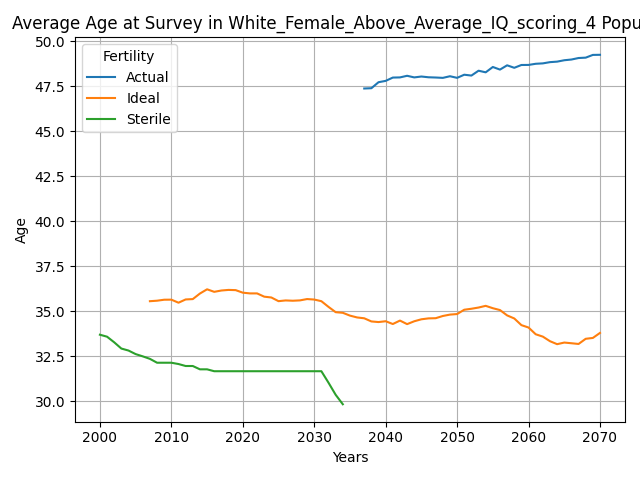 Average Age at Survey in White_Female_Above_Average_IQ_scoring_4 Popu
50.0
47.5
45.0
42.5
40.0
37.5
35.0
32.5
30.0
Age
Fertility
Actual
Ideal
Sterile
2000 2010 2020 2030 2040 2050 2060 2070
Years